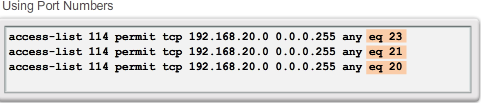 Using Port Numbers
access-list 114 permit tcp 192.168.20.0 0.0.0.255 any eq 23
access-list 114 permit tcp 192.168.20.0 0.0.0.255 any eq 21
access-list 114 permit tcp 192.168.20.0 0.0.0.255 any eq 20